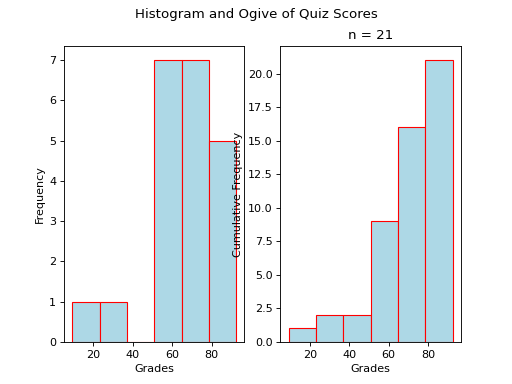 Histogram and Ogive of Quiz Scores
n = 21
7
6
5
4
3
2
1
0
Frequency
20 40 60 80
Grades
20.0
17.5
15.0
12.5
10.0
7.5
5.0
2.5
0.0
Cumulative Frequency
20 40 60 80
Grades